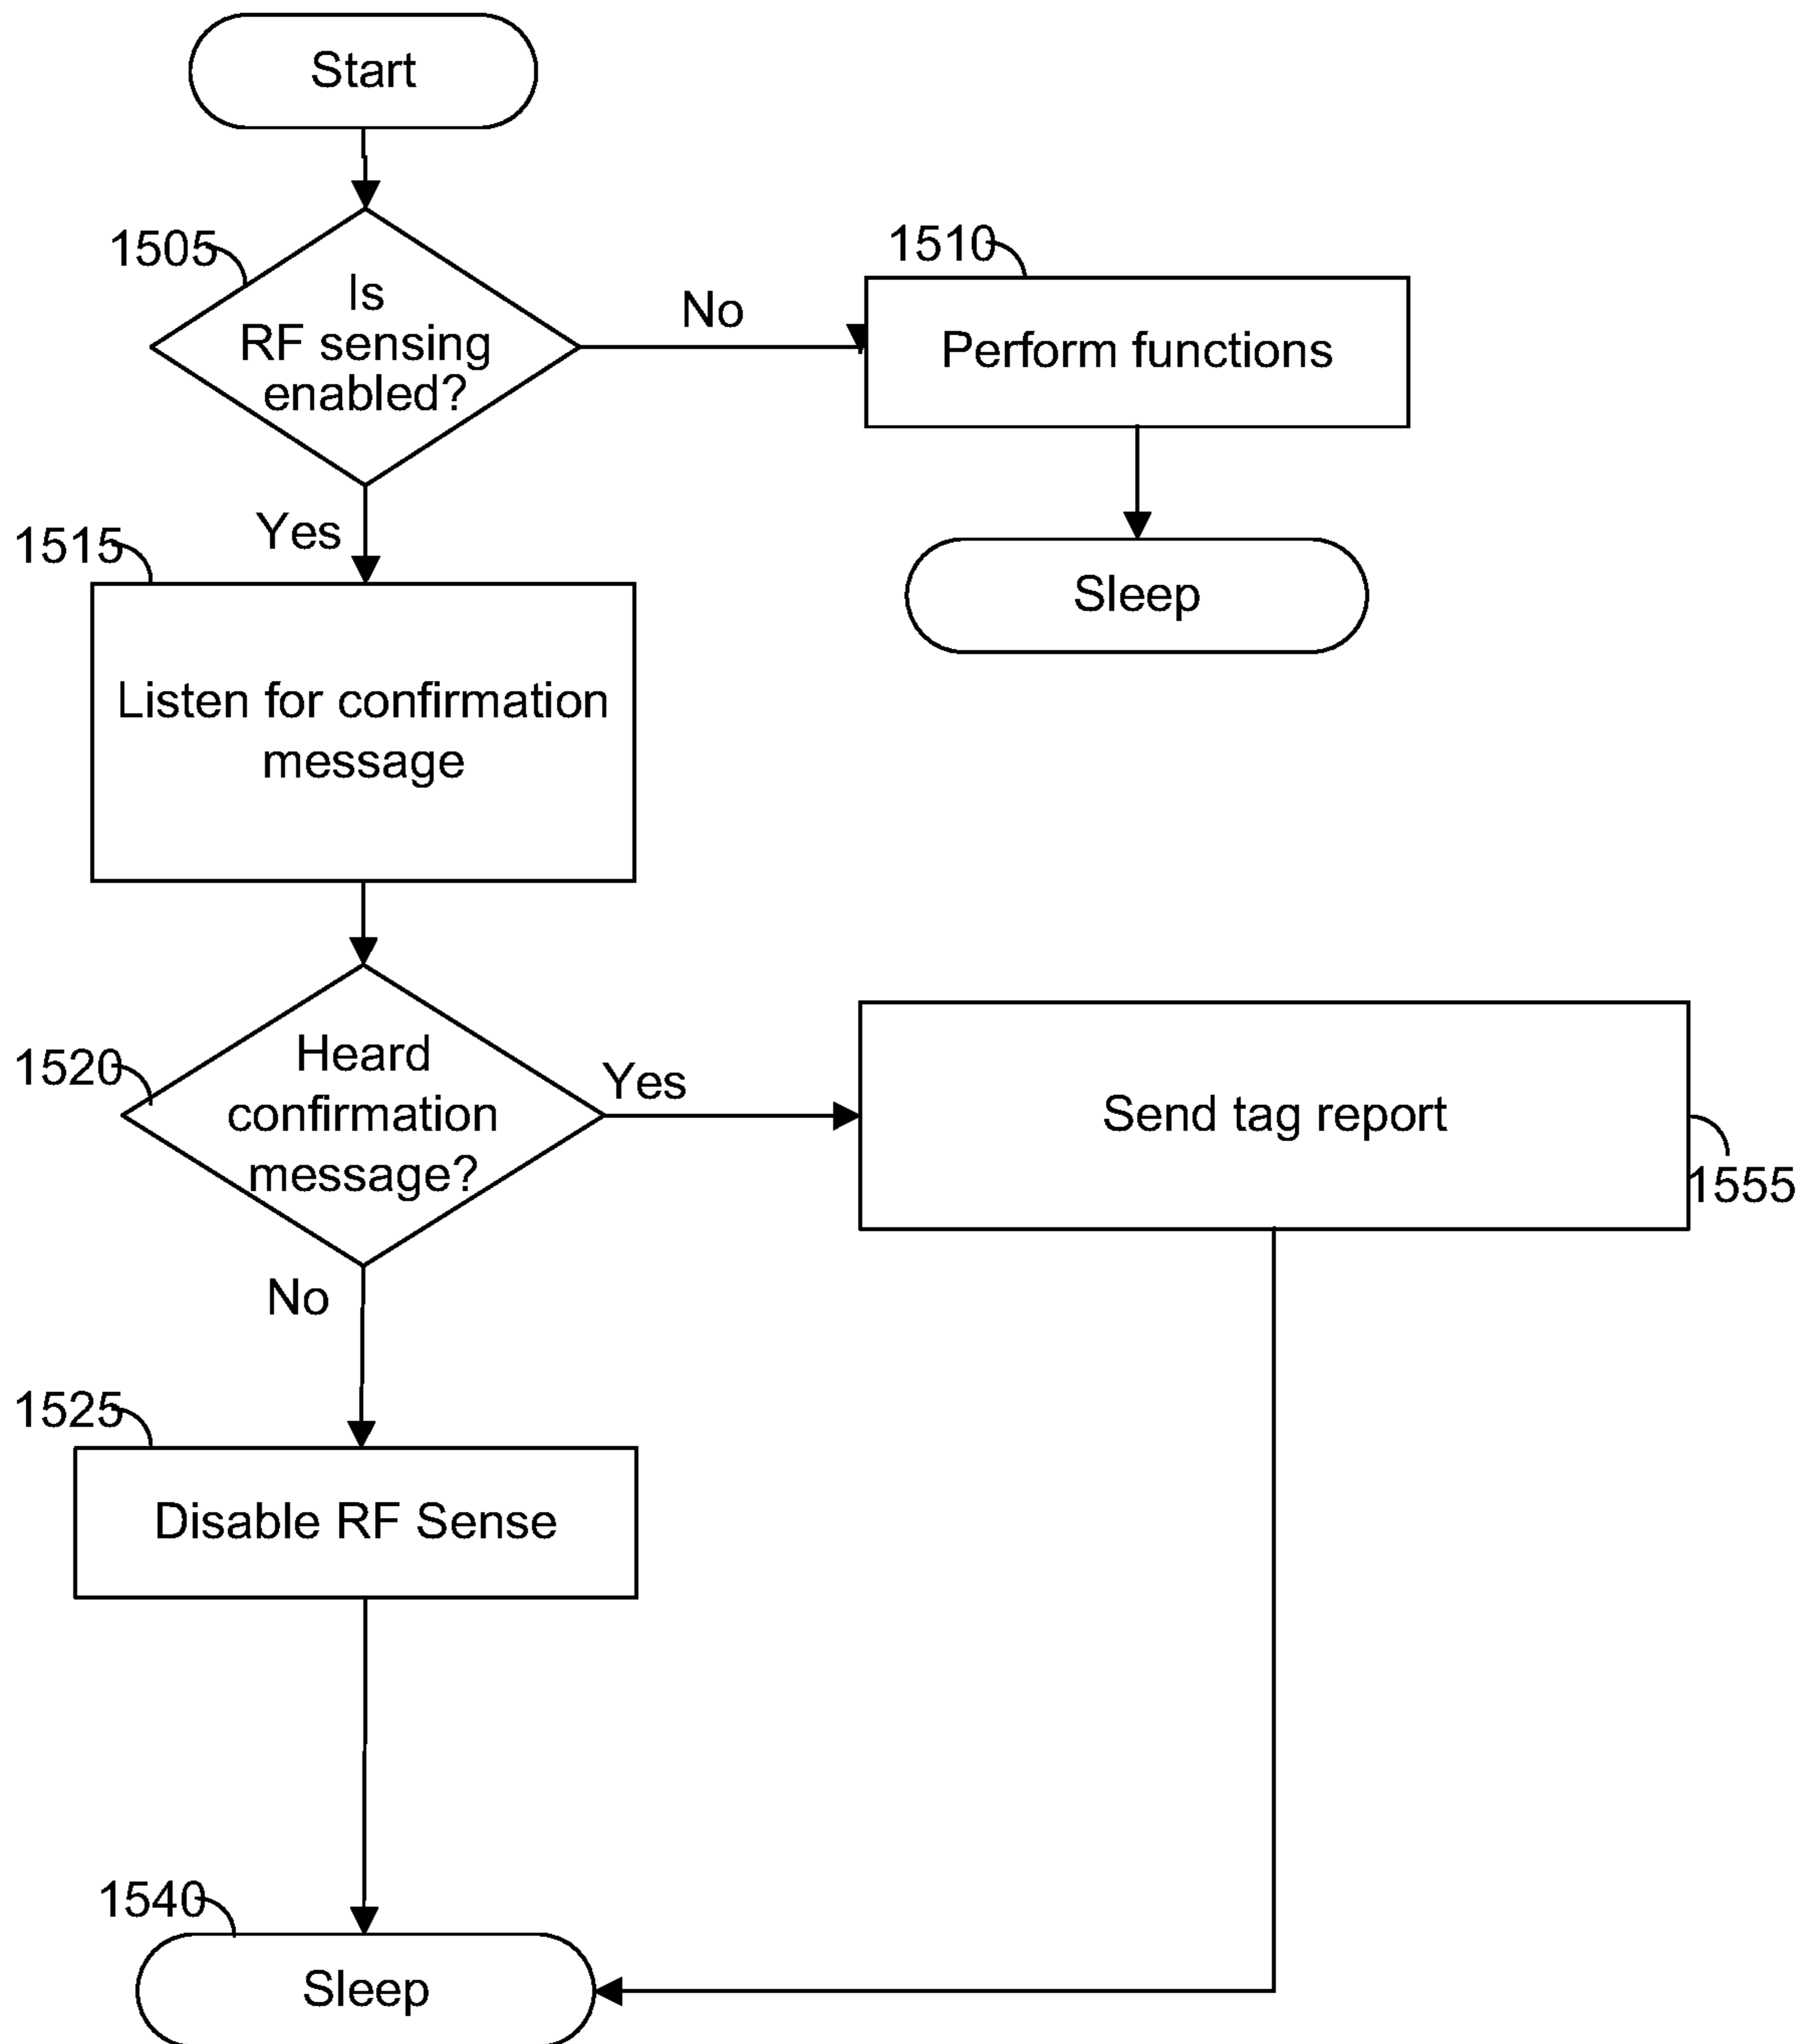 Start
1505
Is
RF sensing
enabled?
No
1510
Perform functions
Yes
Sleep
1515
Listen for confirmation
message
1520
Heard
confirmation
message?
Yes
Send tag report
1555
No
1525
Disable RF Sense
1540
Sleep